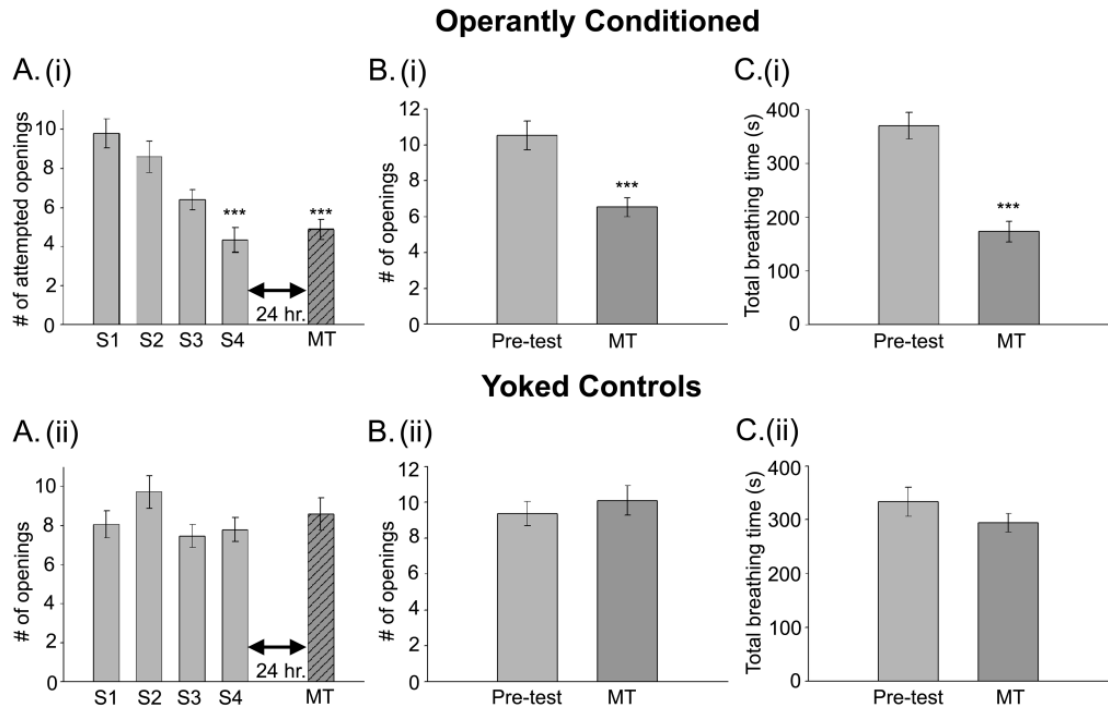 Operantly Conditioned
A. (i)
# of attempted openings
10
8
6
4
2
0
***
***
24 hr.
S1 S2 S3 S4 MT
B. (i)
# of openings
12
10
8
6
4
2
0
***
Pre-test MT
C. (i)
Total breathing time (s)
400
300
200
100
0
***
Pre-test MT
Yoked Controls
A. (ii)
# of openings
10
8
6
4
2
0
24 hr.
S1 S2 S3 S4 MT
B. (ii)
# of openings
12
10
8
6
4
2
0
Pre-test MT
C.(ii)
Total breathing time (s)
400
300
300
100
0
Pre-test MT